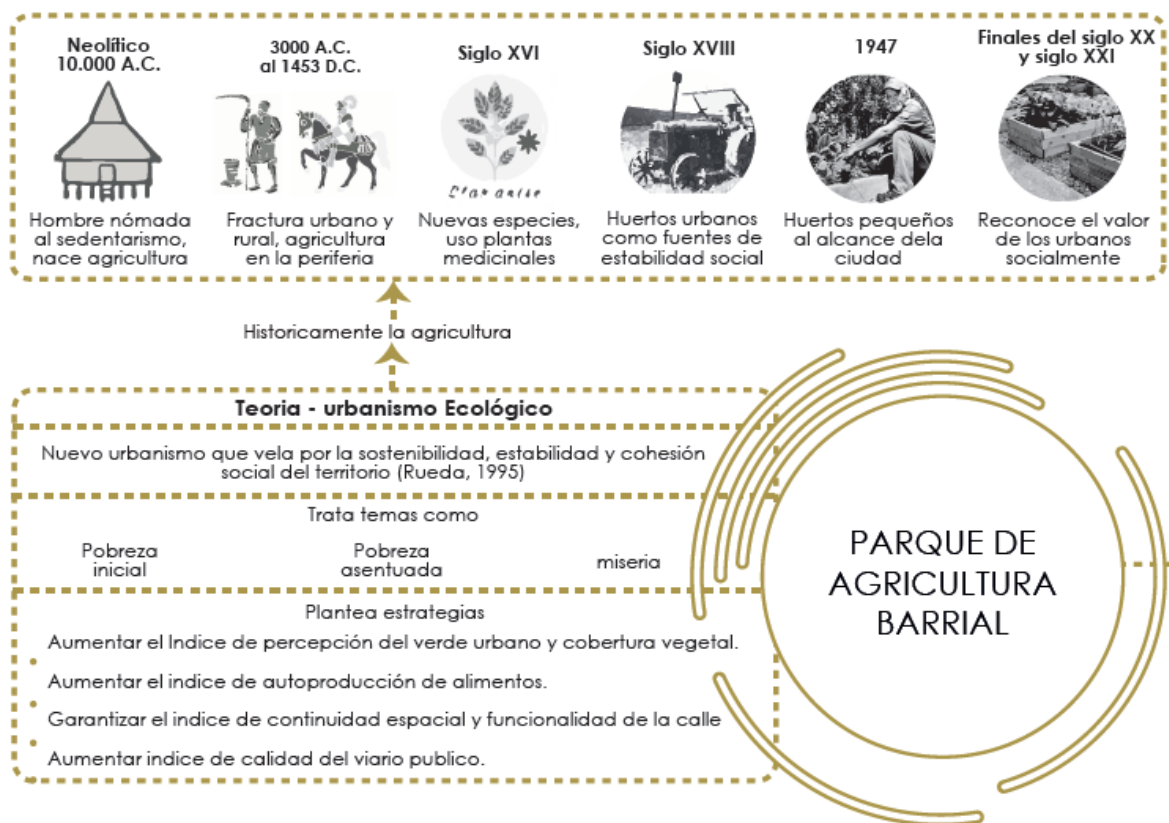 Neolítico
10.000 A.C.
3000 A.C.
al 1453 D.C.
Siglo XVI
Siglo XVIII
1947
Finales del siglo XX
y siglo XXI
Hombre nómada
al sedentarismo,
nace agricultura
Fractura urbano y
rural, agricultura
en la periferia
Nuevas especies,
uso plantas
medicinales
Huertos urbanos
como fuentes de
estabilidad social
Huertos pequeños
al alcance dela
ciudad
Reconoce el valor
de los urbanos
socialmente
Historicamente la agricultura
Teoria - urbanismo Ecológico
Nuevo urbanismo que vela por la sostenibilidad, estabilidad y cohesión
social del territorio (Rueda, 1995)
Trata temas como
Pobreza
inicial
Pobreza
asentuada
miseria
Plantea estrategias
Aumentar el Indice de percepción del verde urbano y cobertura vegetal.
Aumentar el indice de autoproducción de alimentos.
Garantizar el indice de continuidad espacial y funcionalidad de la calle
Aumentar indice de calidad del viario publico.
PARQUE DE
AGRICULTURA
BARRIAL